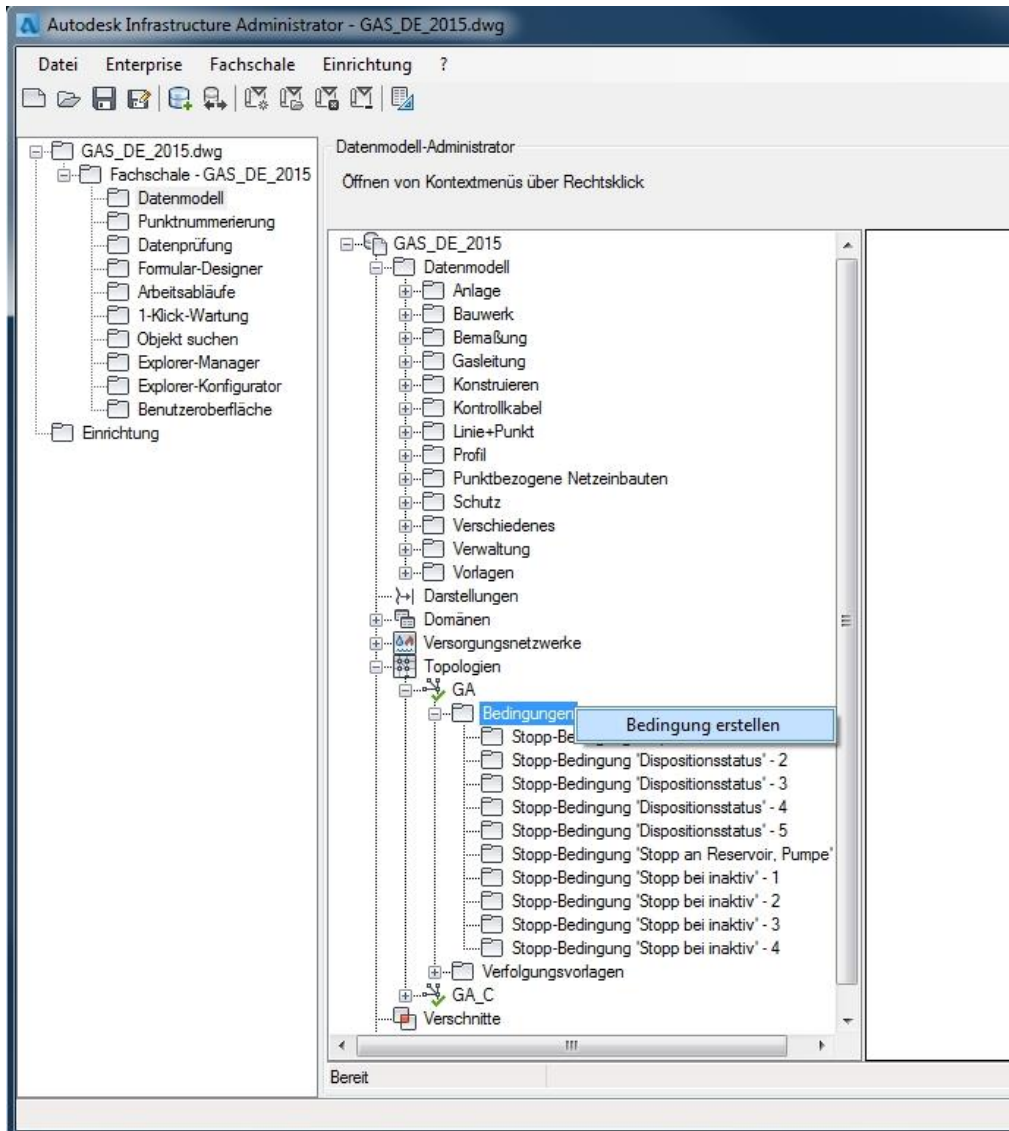 Autodesk Infrastructure Administrator - GAS_DE_2015.dwg
Datei Enterprise Fachschale Einrichtung ?
GAS_DE_2015.dwg
Fachschale - GAS_DE_2015
Datenmodell
Punktnummerierung
Datenprüfung
Formular-Designer
Arbeitsabläufe
1-Klick-Wartung
Objekt suchen
Explorer-Manager
Explorer-Konfigurator
Benutzeroberfläche
Einrichtung
Datenmodell-Administrator
Öffnen von Kontextmenüs über Rechtsklick
GAS_DE_2015
Datenmodell
Anlage
Bauwerk
Bemaßung
Gasleitung
Konstruieren
Kontrollkabel
Linie+Punkt
Profil
Punktbezogene Netzeinbauten
Schutz
Verschiedenes
Verwaltung
Vorlagen
Darstellungen
Domänen
Versorgungsnetzwerke
Topologien
GA
Bedingungen
Bedingung erstellen
Stopp-Be
Stopp-Bedingung 'Dispositionsstatus' - 2
Stopp-Bedingung 'Dispositionsstatus' - 3
Stopp-Bedingung 'Dispositionsstatus' - 4
Stopp-Bedingung 'Dispositionsstatus' - 5
Stopp-Bedingung 'Stopp an Reservoir, Pumpe'
Stopp-Bedingung 'Stopp bei inaktiv' - 1
Stopp-Bedingung 'Stopp bei inaktiv' - 2
Stopp-Bedingung 'Stopp bei inaktiv' - 3
Stopp-Bedingung 'Stopp bei inaktiv' - 4
Verfolgungsvorlagen
GA_C
Verschnitte
Bereit